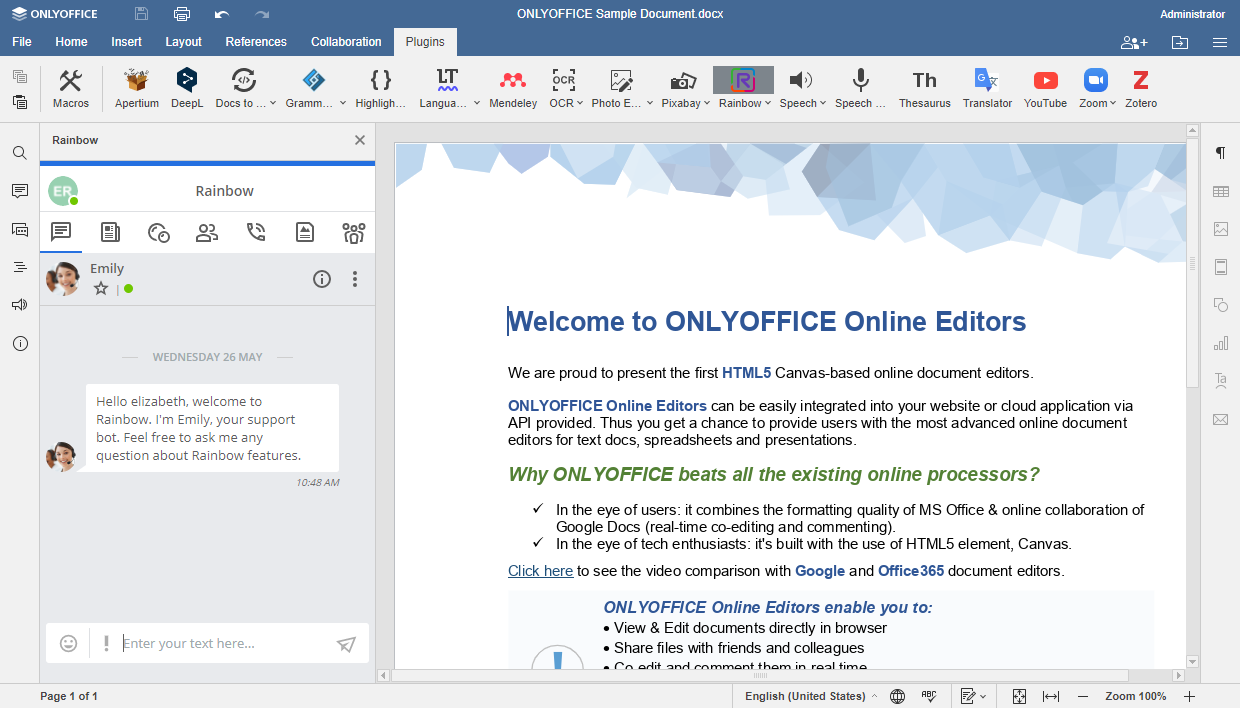 ONLYOFFICE
ONLYOFFICE Sample Document.docx
Administrator
File Home Insert Layout References Collaboration Plugins
Macros Apertium DeepL Docs to ... Gramm... Highligh... Langua... Mendeley OCR Photo E... Pixabay Rainbow Speech Speech ... Thesaurus Translator YouTube Zoom Zotero
Rainbow
ER
Rainbow
Emily
WEDNESDAY 26 MAY
Hello elizabeth, welcome to
Rainbow. I'm Emily, your support
bot. Feel free to ask me any
question about Rainbow features.
10:48 AM
Enter your text here...
Welcome to ONLYOFFICE Online Editors
We are proud to present the first HTML5 Canvas-based online document editors.
ONLYOFFICE Online Editors can be easily integrated into your website or cloud application via
API provided. Thus you get a chance to provide users with the most advanced online document
editors for text docs, spreadsheets and presentations.
Why ONLYOFFICE beats all the existing online processors?
✓ In the eye of users: it combines the formatting quality of MS Office & online collaboration of
Google Docs (real-time co-editing and commenting).
✓ In the eye of tech enthusiasts: it's built with the use of HTML5 element, Canvas.
Click here to see the video comparison with Google and Office365 document editors.
ONLYOFFICE Online Editors enable you to:
• View & Edit documents directly in browser
• Share files with friends and colleagues
• Co-edit and comment them in real time
Page 1 of 1
English (United States)
Zoom 100%